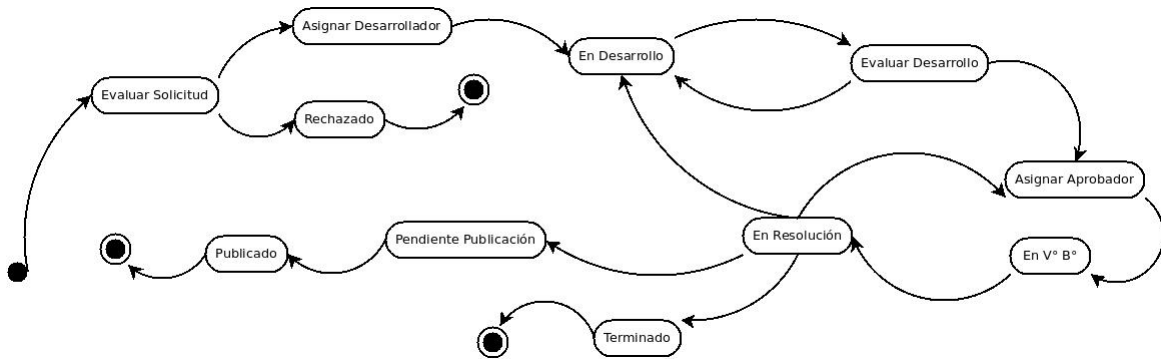 Asignar Desarrollador
En Desarrollo
Evaluar Desarrollo
Evaluar Solicitud
Rechazado
Asignar Aprobador
En Resolución
Pendiente Publicación
Publicado
En V° B°
Terminado